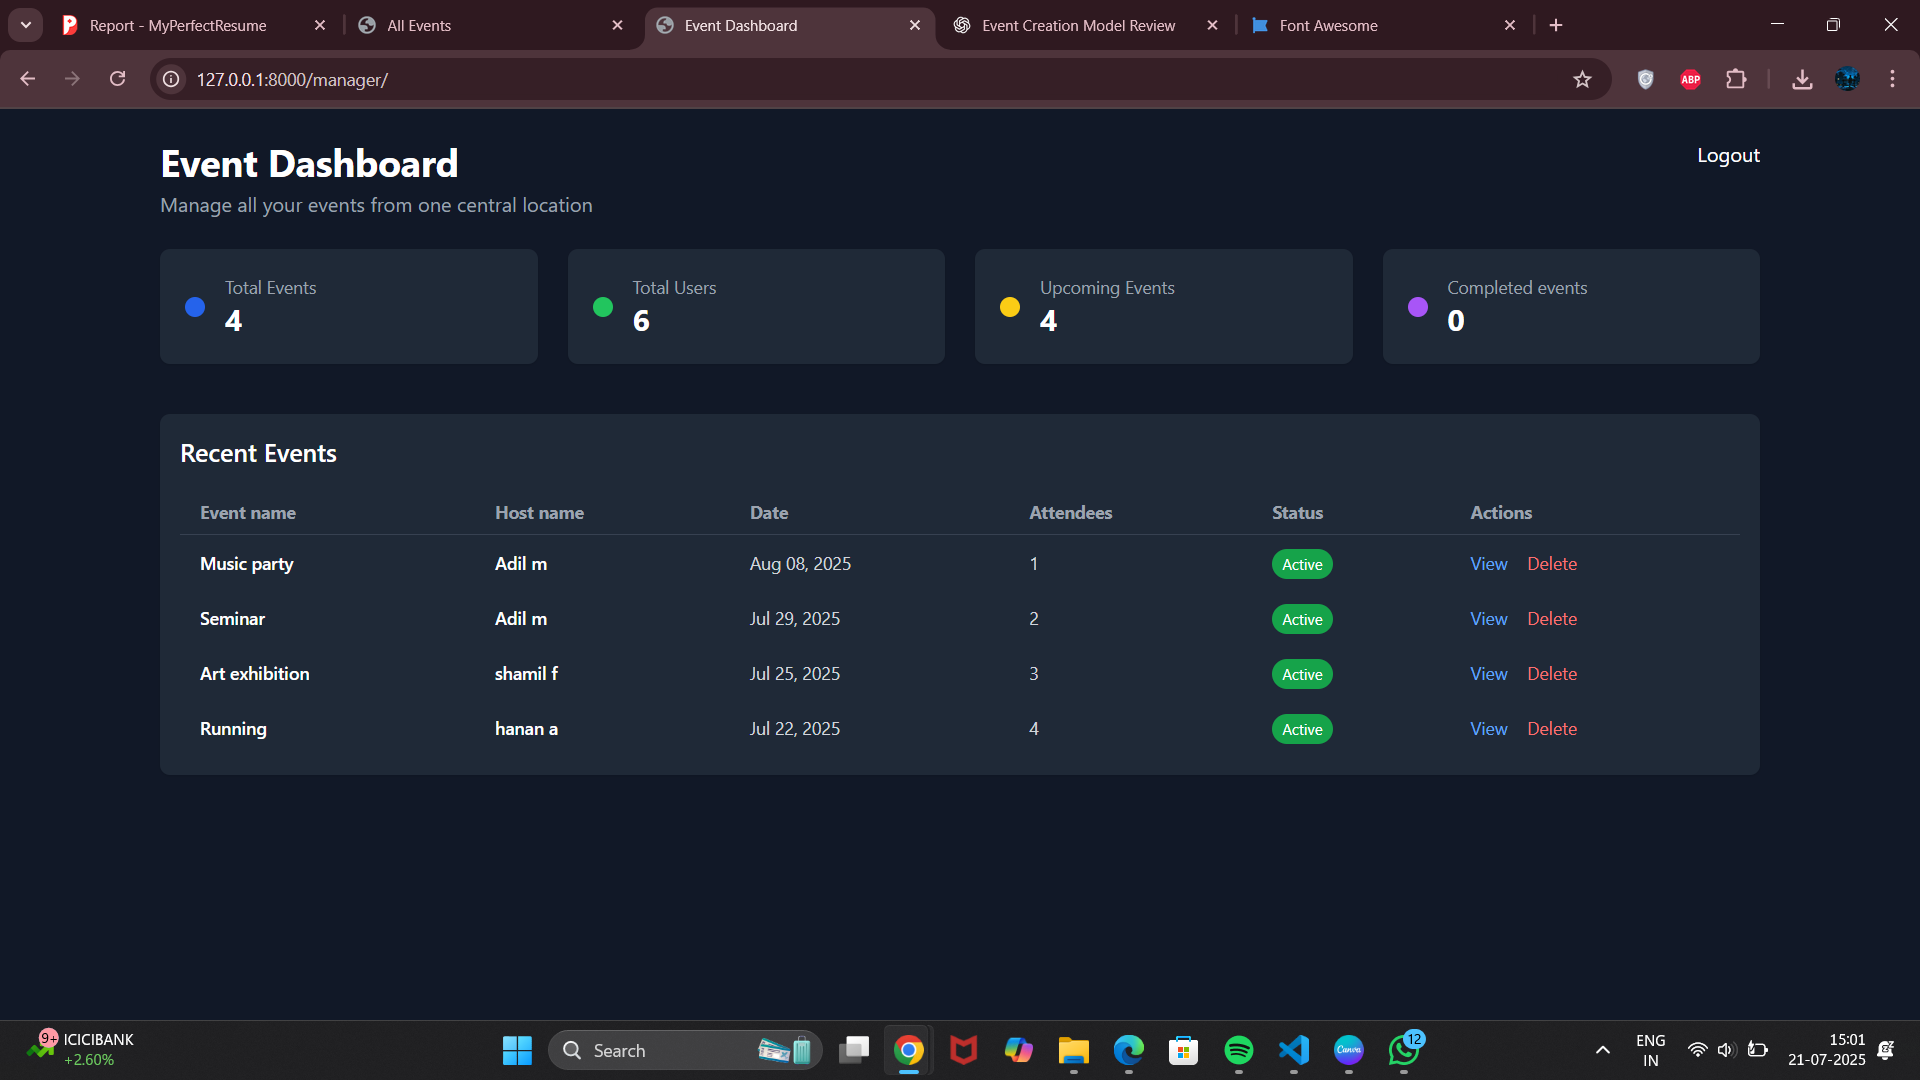 Report - MyPerfectResume
All Events
Event Dashboard
Event Creation Model Review
Font Awesome
127.0.0.1:8000/manager/
ABP
Event Dashboard
Logout
Manage all your events from one central location
Total Events
4
Total Users
6
Upcoming Events
4
Completed events
0
Recent Events
Event name Host name Date Attendees Status Actions
Music party Adil m Aug 08, 2025 1 Active View Delete
Seminar Adil m Jul 29, 2025 2 Active View Delete
Art exhibition shamil f Jul 25, 2025 3 Active View Delete
Running hanan a Jul 22, 2025 4 Active View Delete
9+
ICICIBANK
+2.60%
Search
Canva
12
ENG
IN
15:01
21-07-2025